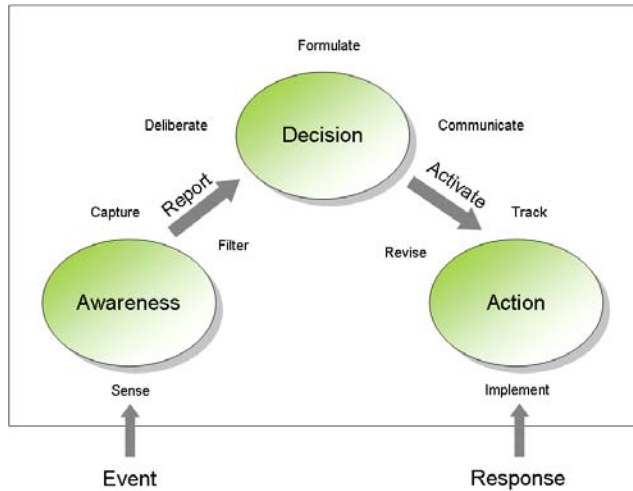 Formulate
Deliberate
Decision
Communicate
Report
Activate
Capture
Track
Filter
Revise
Awareness
Action
Sense
Implement
Event
Response